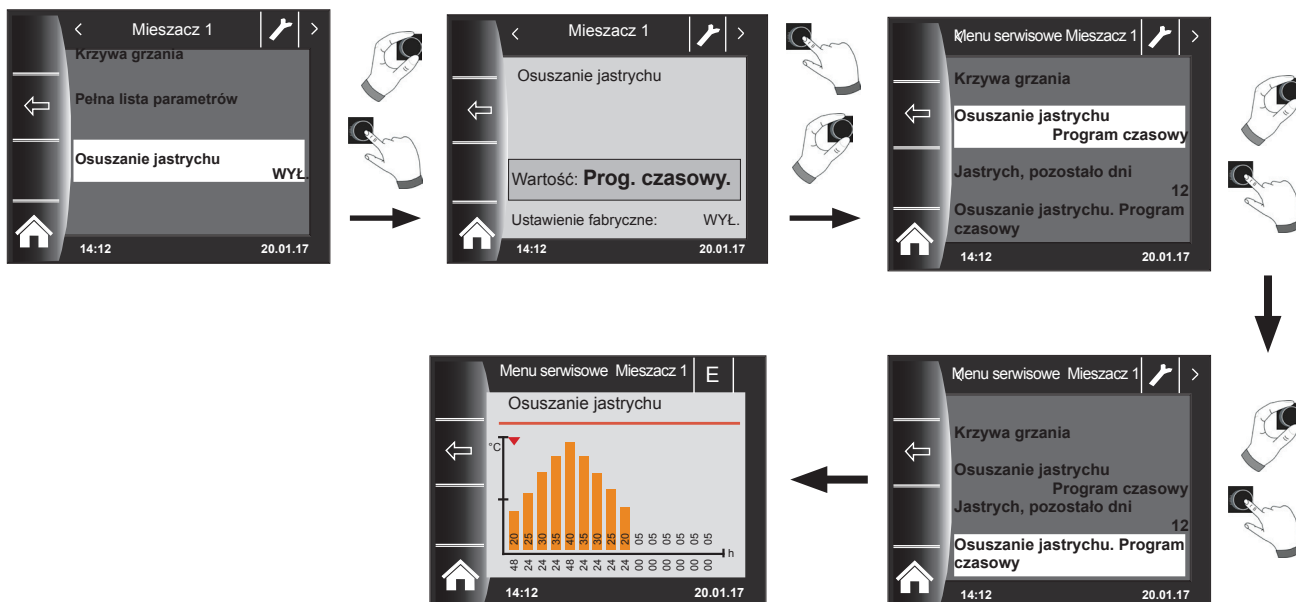 Mieszacz 1
Krzywa grzania
Pełna lista parametrów
Osuszanie jastrychu
WYŁ.
14:12 20.01.17
Mieszacz 1
Osuszanie jastrychu
Wartość: Prog. czasowy.
Ustawienie fabryczne: WYŁ.
14:12 20.01.17
Menu serwisowe Mieszacz 1
Krzywa grzania
Osuszanie jastrychu
Program czasowy
Jastrych, pozostało dni
12
Osuszanie jastrychu. Program
czasowy
14:12 20.01.17
Menu serwisowe Mieszacz 1
Krzywa grzania
Osuszanie jastrychu
Program czasowy
Jastrych, pozostało dni
12
Osuszanie jastrychu. Program
czasowy
14:12 20.01.17
Menu serwisowe Mieszacz 1 E
Osuszanie jastrychu
°C
20 25 30 35 40 35 30 25 20 05 05 05 05 05 05
h
48 24 24 24 48 24 24 24 24 00 00 00 00 00 00
14:12 20.01.17